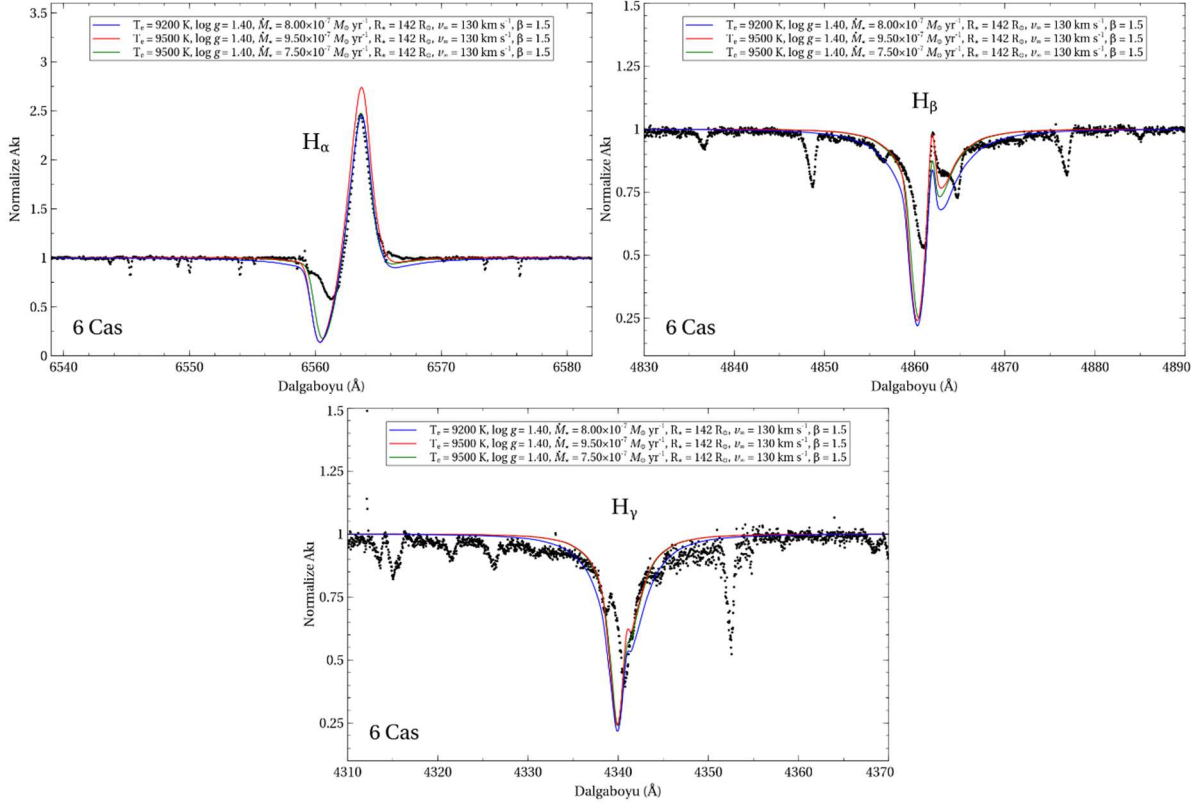 Tₑ = 9200 K, log g = 1.40, Ṁ⁎ = 8.00×10⁻⁷ M⊙ yr⁻¹, R⁎ = 142 R⊙, v∞ = 130 km s⁻¹, β = 1.5
Tₑ = 9500 K, log g = 1.40, Ṁ⁎ = 9.50×10⁻⁷ M⊙ yr⁻¹, R⁎ = 142 R⊙, v∞ = 130 km s⁻¹, β = 1.5
Tₑ = 9500 K, log g = 1.40, Ṁ⁎ = 7.50×10⁻⁷ M⊙ yr⁻¹, R⁎ = 142 R⊙, v∞ = 130 km s⁻¹, β = 1.5
Hα
3.5
3
2.5
2
1.5
1
0.5
0
Normalize Akı
6 Cas
6540 6550 6560 6570 6580
Dalgaboyu (Å)
Tₑ = 9200 K, log g = 1.40, Ṁ⁎ = 8.00×10⁻⁷ M⊙ yr⁻¹, R⁎ = 142 R⊙, v∞ = 130 km s⁻¹, β = 1.5
Tₑ = 9500 K, log g = 1.40, Ṁ⁎ = 9.50×10⁻⁷ M⊙ yr⁻¹, R⁎ = 142 R⊙, v∞ = 130 km s⁻¹, β = 1.5
Tₑ = 9500 K, log g = 1.40, Ṁ⁎ = 7.50×10⁻⁷ M⊙ yr⁻¹, R⁎ = 142 R⊙, v∞ = 130 km s⁻¹, β = 1.5
Hβ
1.5
1.25
1
0.75
0.5
0.25
Normalize Akı
6 Cas
4830 4840 4850 4860 4870 4880 4890
Dalgaboyu (Å)
Tₑ = 9200 K, log g = 1.40, Ṁ⁎ = 8.00×10⁻⁷ M⊙ yr⁻¹, R⁎ = 142 R⊙, v∞ = 130 km s⁻¹, β = 1.5
Tₑ = 9500 K, log g = 1.40, Ṁ⁎ = 9.50×10⁻⁷ M⊙ yr⁻¹, R⁎ = 142 R⊙, v∞ = 130 km s⁻¹, β = 1.5
Tₑ = 9500 K, log g = 1.40, Ṁ⁎ = 7.50×10⁻⁷ M⊙ yr⁻¹, R⁎ = 142 R⊙, v∞ = 130 km s⁻¹, β = 1.5
Hγ
1.5
1.25
1
0.75
0.5
0.25
Normalize Akı
6 Cas
4310 4320 4330 4340 4350 4360 4370
Dalgaboyu (Å)